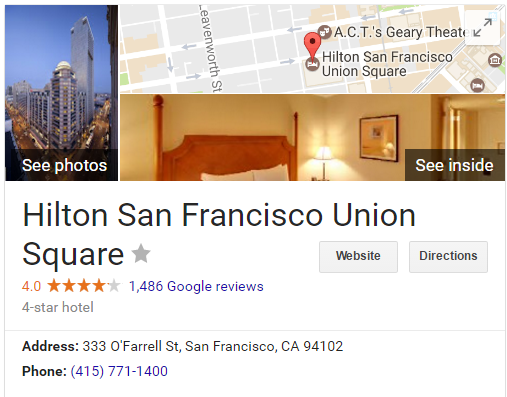 Leavenworth St
A.C.T.'s Geary Theate
Hilton San Francisco
Union Square
See photos
See inside
Hilton San Francisco Union
Square
Website
Directions
4.0
1,486 Google reviews
4-star hotel
Address: 333 O'Farrell St, San Francisco, CA 94102
Phone: (415) 771-1400